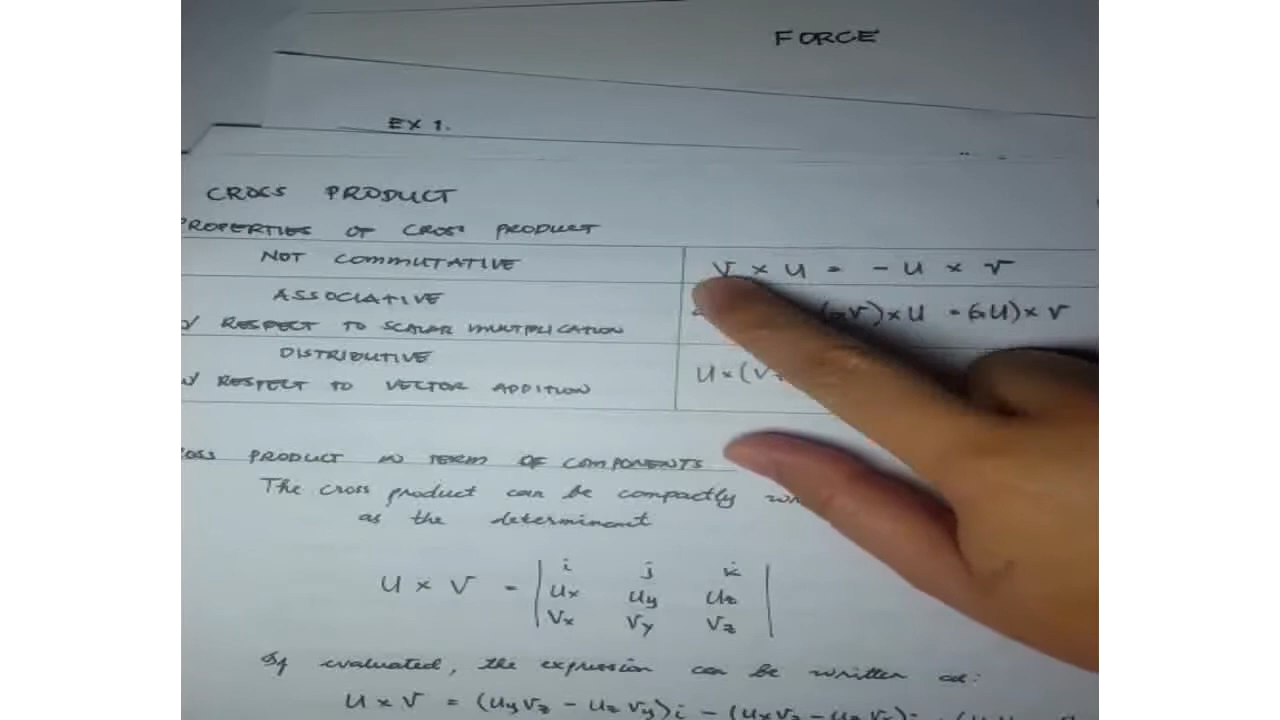 FORCE
EX 1.
CROSS PRODUCT
PROPERTIES OF CROSS PRODUCT
NOT COMMUTATIVE V × U = - U × V
ASSOCIATIVE
RESPECT TO SCALAR MULTIPLICATION V) × U = U) × V
DISTRIBUTIVE
RESPECT TO VECTOR ADDITION U × (V
PRODUCT IN TERM OF COMPONENTS
The cross product can be compactly
as the determinant
U × V = | i j k
Ux Uy Uz
Vx Vy Vz |
If evaluated, the expression can be written as:
U × V = (UyVz - UzVy)i - (UxVz - UzVx)j